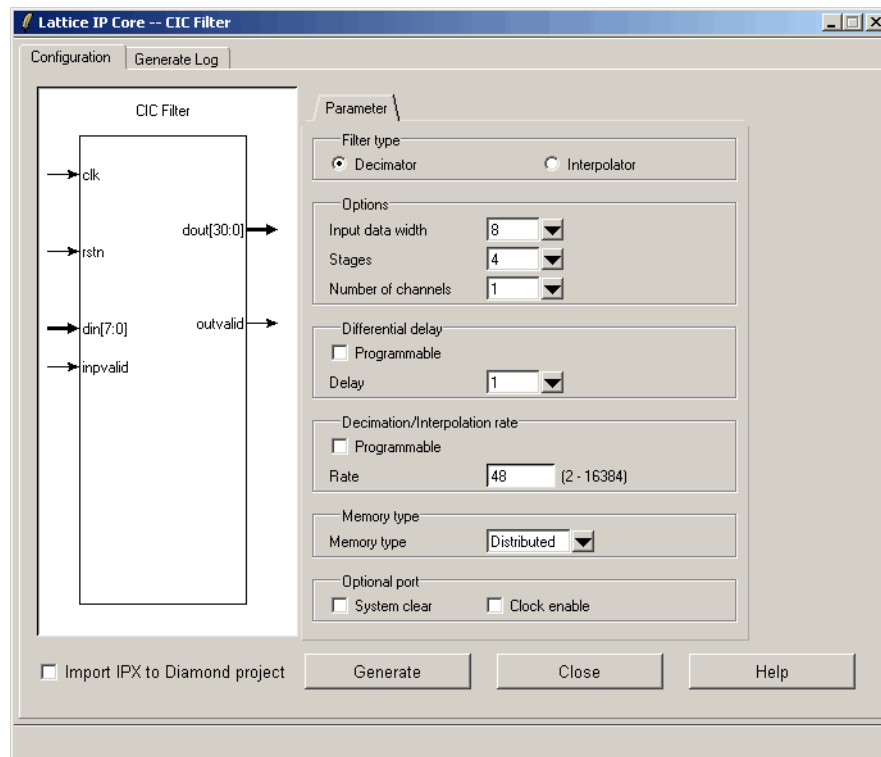 Lattice IP Core -- CIC Filter
Configuration
Generate Log
CIC Filter
clk
dout[30:0]
rstn
din[7:0]
outvalid
inpvalid
Parameter
Filter type
Decimator
Interpolator
Options
Input data width
8
Stages
4
Number of channels
1
Differential delay
Programmable
Delay
1
Decimation/Interpolation rate
Programmable
Rate
48
(2 - 16384)
Memory type
Memory type
Distributed
Optional port
System clear
Clock enable
Import IPX to Diamond project
Generate
Close
Help